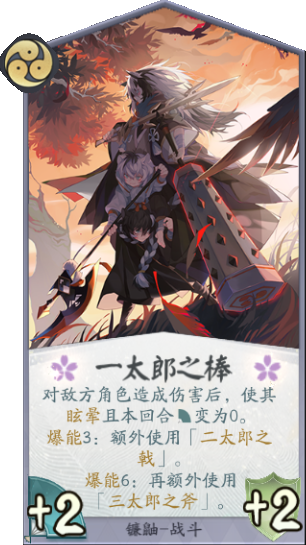 一太郎之棒
对敌方角色造成伤害后，使其
眩晕且本回合变为0。
爆能3：额外使用「二太郎之
戟」。
爆能6：再额外使用
「三太郎之斧」。
+2
+2
镰鼬-战斗